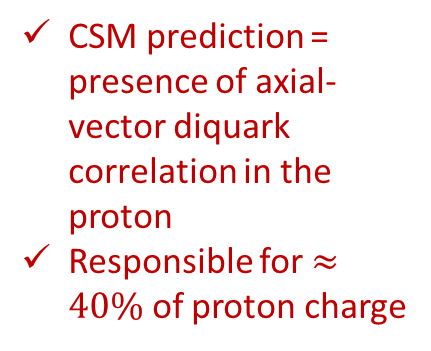 ✓ CSM prediction =
presence of axial-
vector diquark
correlation in the
proton
✓ Responsible for ≈
40% of proton charge